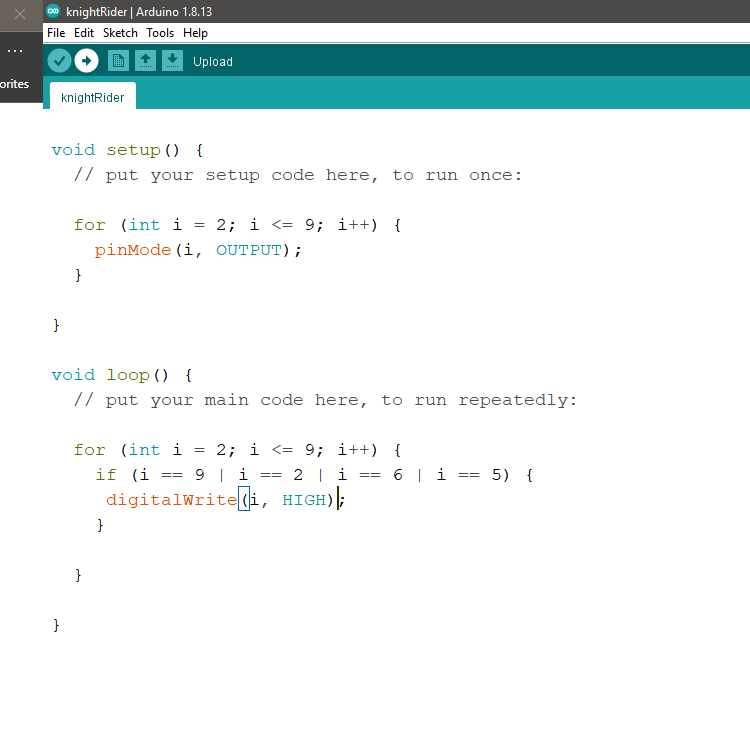 knightRider | Arduino 1.8.13
File Edit Sketch Tools Help
...
Upload
orites
knightRider
void setup() {
// put your setup code here, to run once:
for (int i = 2; i <= 9; i++) {
pinMode(i, OUTPUT);
}
}
void loop() {
// put your main code here, to run repeatedly:
for (int i = 2; i <= 9; i++) {
if (i == 9 | i == 2 | i == 6 | i == 5) {
digitalWrite(i, HIGH);
}
}
}